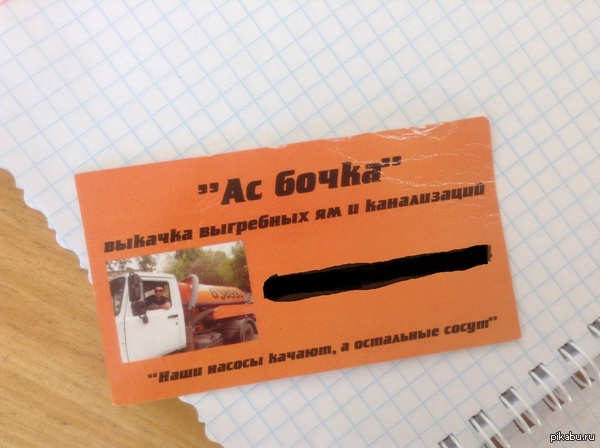 "Ас бочка"
выкачка выгребных ям и канализаций
"Наши насосы качают, а остальные сосут"
pikabu.ru